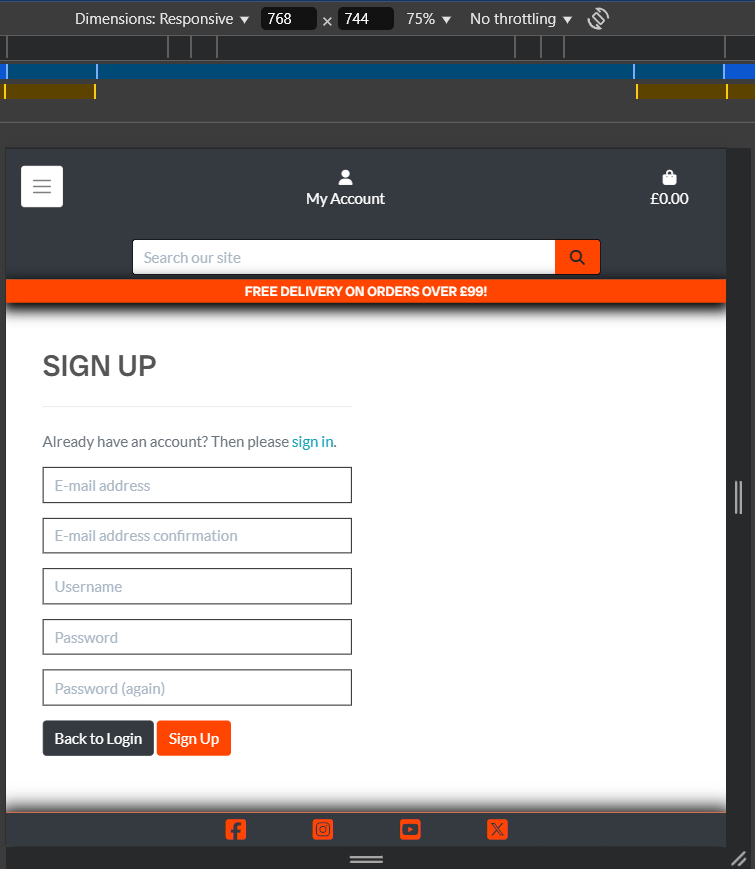 Dimensions: Responsive ▼ 768 × 744 75% ▼ No throttling ▼
My Account £0.00
Search our site
FREE DELIVERY ON ORDERS OVER £99!
SIGN UP
Already have an account? Then please sign in.
E-mail address
E-mail address confirmation
Username
Password
Password (again)
Back to Login Sign Up